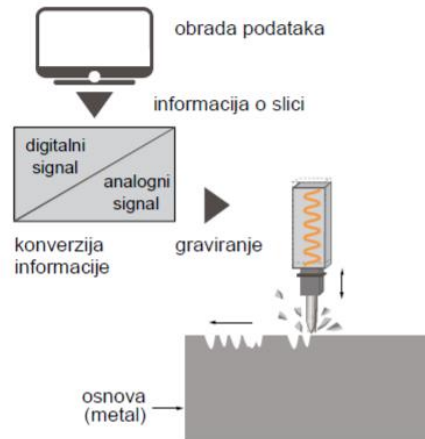 obrada podataka
informacija o slici
digitalni
signal
analogni
signal
konverzija
informacije
graviranje
osnova
(metal)